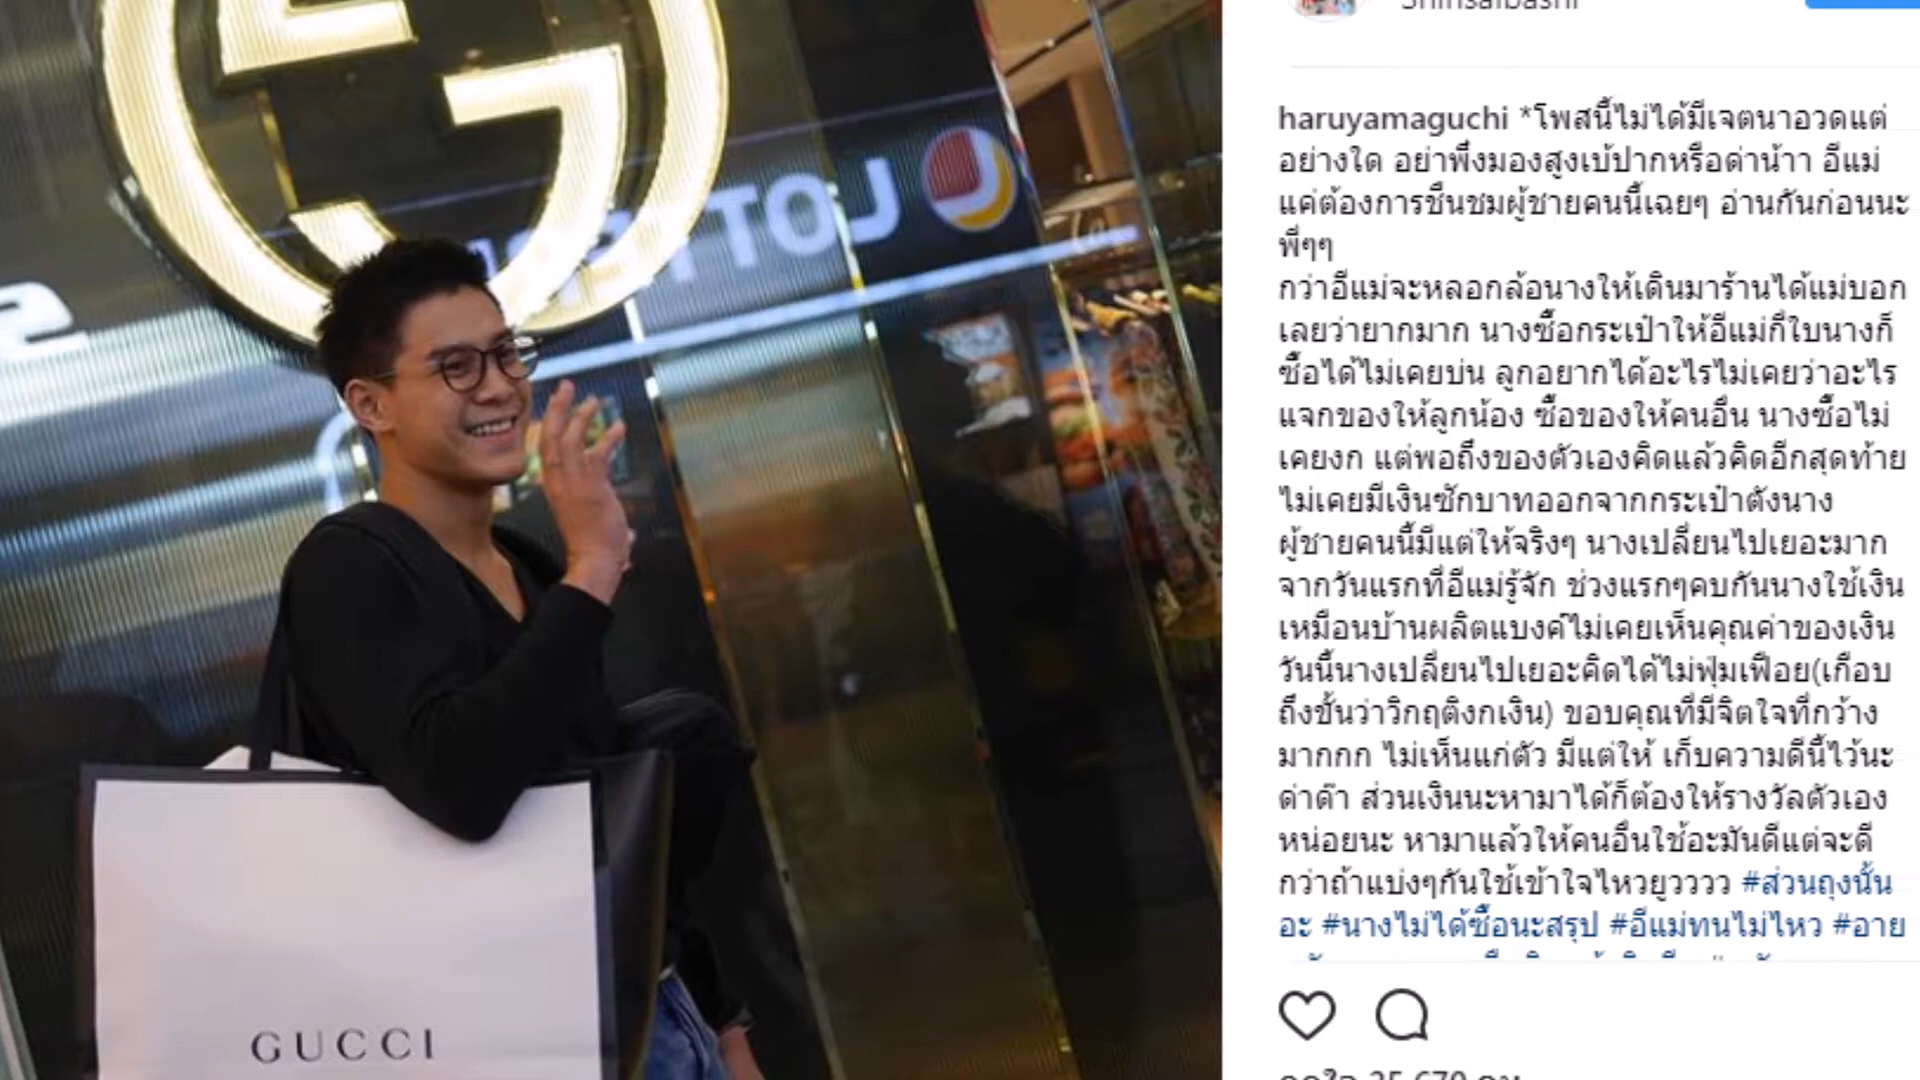 LOTTERIA
GUCCI
Shinsaibashi
haruyamaguchi *โพสนี้ไม่ได้มีเจตนาอวดแต่
อย่างใด อย่าพึ่งมองสูงเบ้ปากหรือด่าน้าา อีแม่
แค่ต้องการชื่นชมผู้ชายคนนี้เฉยๆ อ่านกันก่อนนะ
พี่ๆๆ
กว่าอีแม่จะหลอกล้อนางให้เดินมาร้านได้แม่บอก
เลยว่ายากมาก นางซื้อกระเป๋าให้อีแม่กี่ใบนางก็
ซื้อได้ไม่เคยบ่น ลูกอยากได้อะไรไม่เคยว่าอะไร
แจกของให้ลูกน้อง ซื้อของให้คนอื่น นางซื้อไม่
เคยงก แต่พอถึงของตัวเองคิดแล้วคิดอีกสุดท้าย
ไม่เคยมีเงินซักบาทออกจากกระเป๋าตังนาง
ผู้ชายคนนี้มีแต่ให้จริงๆ นางเปลี่ยนไปเยอะมาก
จากวันแรกที่อีแม่รู้จัก ช่วงแรกๆคบกันนางใช้เงิน
เหมือนบ้านผลิตแบงค์ไม่เคยเห็นคุณค่าของเงิน
วันนี้นางเปลี่ยนไปเยอะคิดได้ไม่ฟุ่มเฟือย(เกือบ
ถึงขั้นว่าวิกฤติงกเงิน) ขอบคุณที่มีจิตใจที่กว้าง
มากกก ไม่เห็นแก่ตัว มีแต่ให้ เก็บความดีนี้ไว้นะ
ด่าด๊า ส่วนเงินนะหามาได้ก็ต้องให้รางวัลตัวเอง
หน่อยนะ หามาแล้วให้คนอื่นใช้อะมันดีแต่จะดี
กว่าถ้าแบ่งๆกันใช้เข้าใจไหวยูวววว #ส่วนถุงนั้น
อะ #นางไม่ได้ซื้อนะสรุป #อีแม่ทนไม่ไหว #อาย